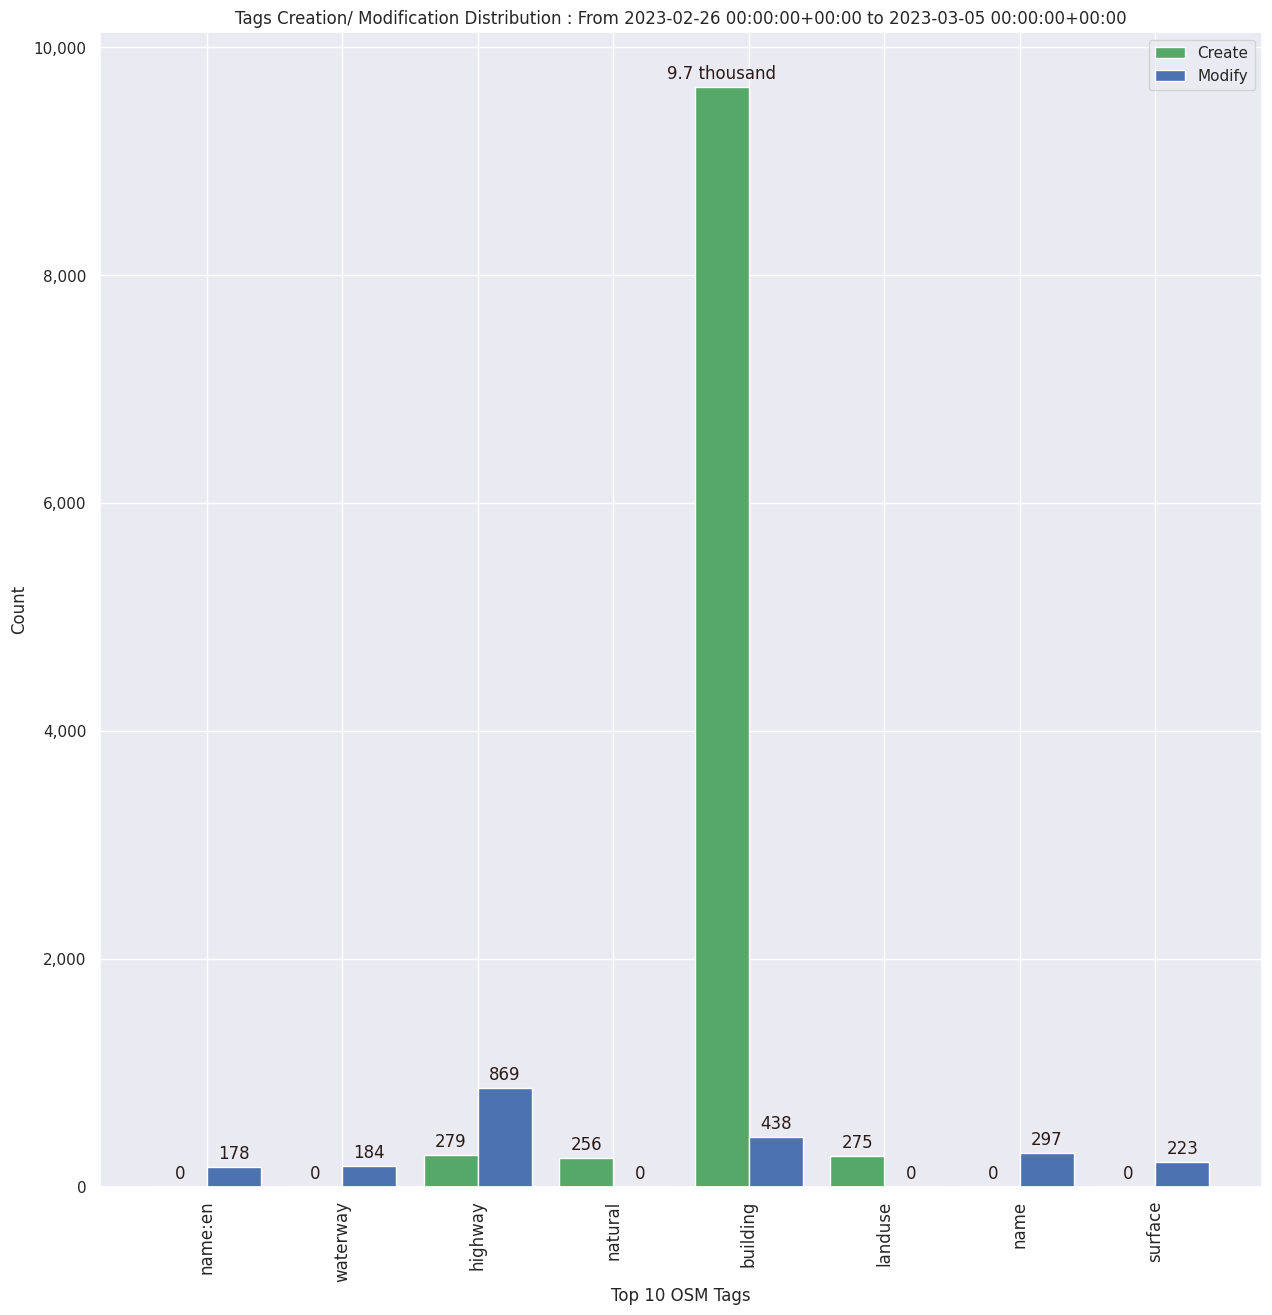 Tags Creation/ Modification Distribution : From 2023-02-26 00:00:00+00:00 to 2023-03-05 00:00:00+00:00
Create
Modify
10,000
8,000
6,000
4,000
2,000
0
Count
0
178
0
184
279
869
256
0
9.7 thousand
438
275
0
0
297
0
223
name:en
waterway
highway
natural
building
landuse
name
surface
Top 10 OSM Tags